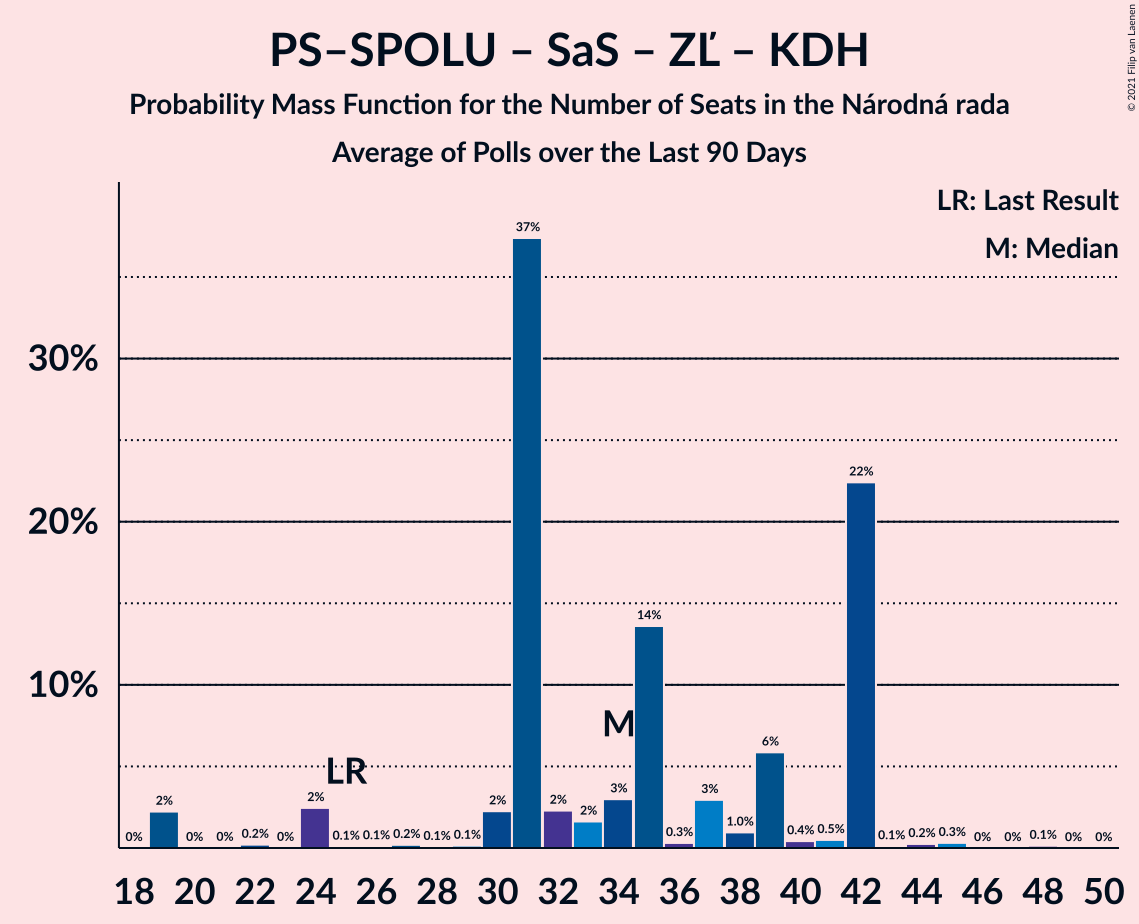 PS–SPOLU – SaS – ZĽ – KDH
Probability Mass Function for the Number of Seats in the Národná rada
Average of Polls over the Last 90 Days
© 2021 Filip van Laenen
LR: Last Result
M: Median
30%
20%
10%
0% 2% 0% 0% 0.2% 0% 2% 0.1% 0.1% 0.2% 0.1% 0.1% 2% 37% 2% 2% 3% 14% 0.3% 3% 1.0% 6% 0.4% 0.5% 22% 0.1% 0.2% 0.3% 0% 0% 0.1% 0% 0%
LR
M
18 20 22 24 26 28 30 32 34 36 38 40 42 44 46 48 50